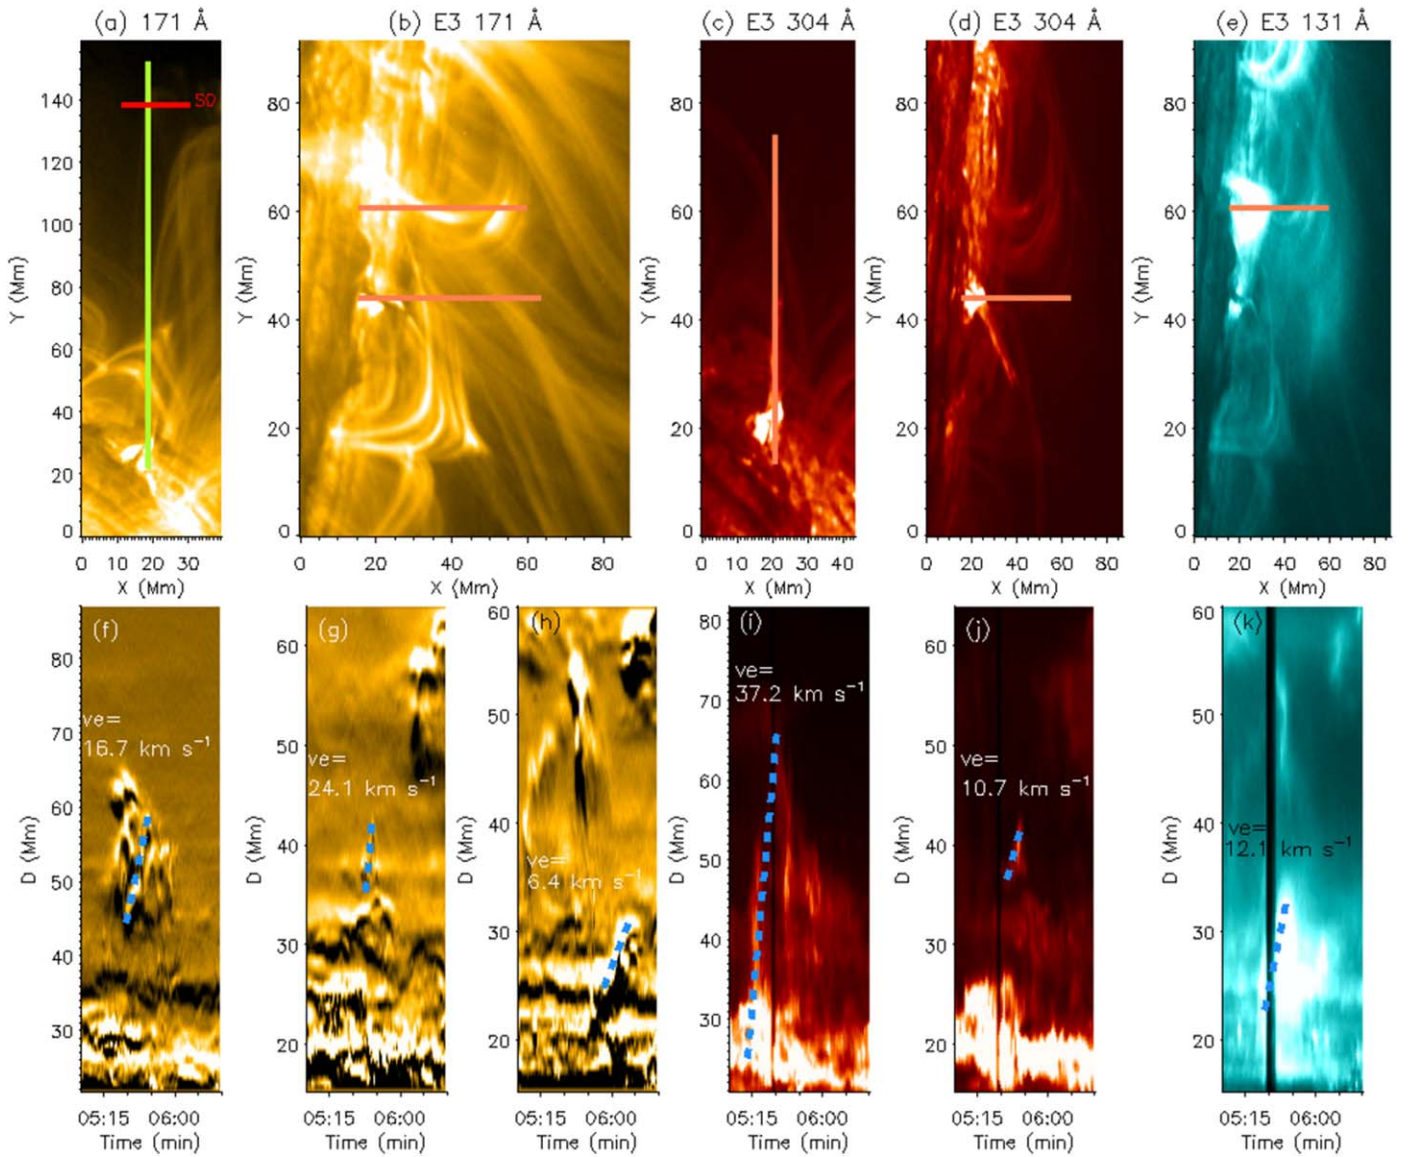 (a) 171 Å
(b) E3 171 Å
(c) E3 304 Å
(d) E3 304 Å
(e) E3 131 Å
Y (Mm)
140
120
100
80
60
40
20
0
SD
0 10 20 30
X (Mm)
Y (Mm)
80
60
40
20
0
0 20 40 60 80
X (Mm)
Y (Mm)
80
60
40
20
0
0 10 20 30 40
Y (Mm)
80
60
40
20
0
0 20 40 60 80
X (Mm)
Y (Mm)
80
60
40
20
0
0 20 40 60 80
X (Mm)
(f)
ve=
16.7 km s⁻¹
D (Mm)
80
70
60
50
40
30
05:15 06:00
Time (min)
(g)
ve=
24.1 km s⁻¹
D (Mm)
60
50
40
30
20
05:15 06:00
Time (min)
(h)
ve=
6.4 km s⁻¹
D (Mm)
60
50
40
30
20
05:15 06:00
Time (min)
(i)
ve=
37.2 km s⁻¹
D (Mm)
80
70
60
50
40
30
05:15 06:00
Time (min)
(j)
ve=
10.7 km s⁻¹
D (Mm)
60
50
40
30
20
05:15 06:00
Time (min)
(k)
ve=
12.1 km s⁻¹
D (Mm)
60
50
40
30
20
05:15 06:00
Time (min)